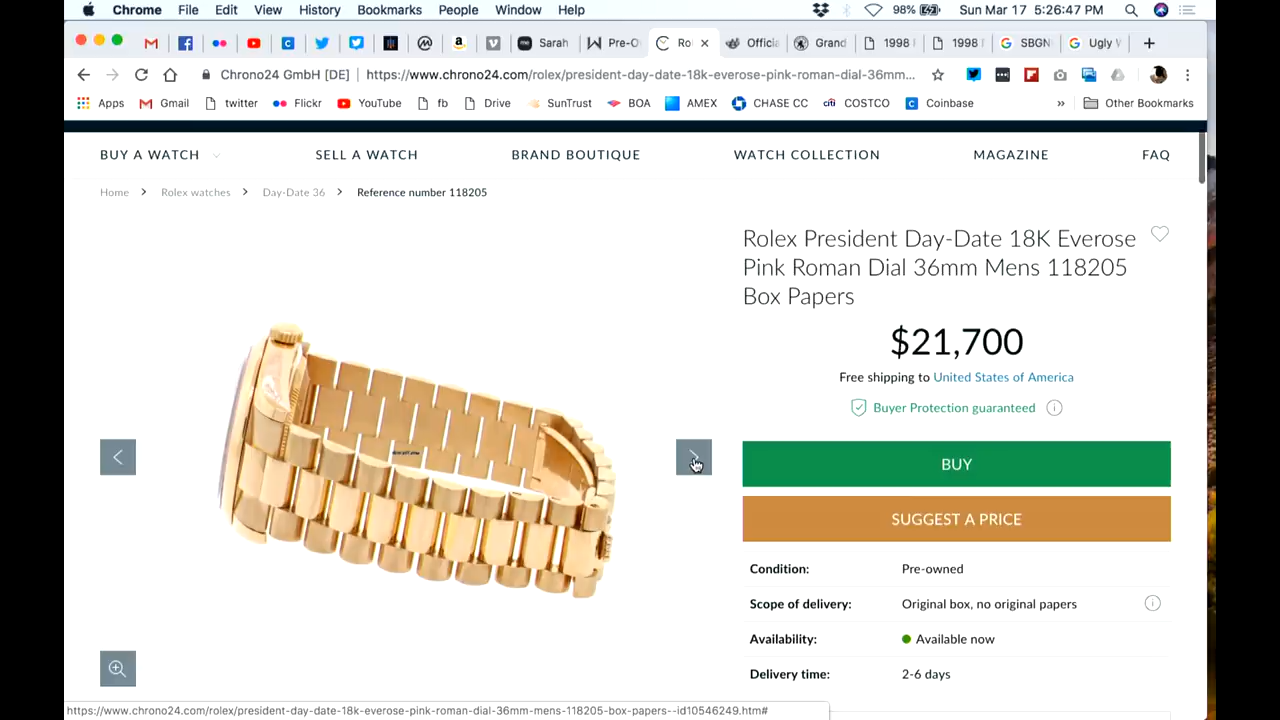 Chrome File Edit View History Bookmarks People Window Help 98% Sun Mar 17 5:26:47 PM
Sarah Pre-O Ro Officia Grand 1998 1998 SBGN Ugly
Chrono24 GmbH [DE] https://www.chrono24.com/rolex/president-day-date-18k-everose-pink-roman-dial-36mm...
Apps Gmail twitter Flickr YouTube fb Drive SunTrust BOA AMEX CHASE CC citi COSTCO Coinbase » Other Bookmarks
BUY A WATCH SELL A WATCH BRAND BOUTIQUE WATCH COLLECTION MAGAZINE FAQ
Home > Rolex watches > Day-Date 36 > Reference number 118205
Rolex President Day-Date 18K Everose
Pink Roman Dial 36mm Mens 118205
Box Papers
$21,700
Free shipping to United States of America
Buyer Protection guaranteed
BUY
SUGGEST A PRICE
Condition: Pre-owned
Scope of delivery: Original box, no original papers
Availability: Available now
Delivery time: 2-6 days
https://www.chrono24.com/rolex/president-day-date-18k-everose-pink-roman-dial-36mm-mens-118205-box-papers--id10546249.htm#